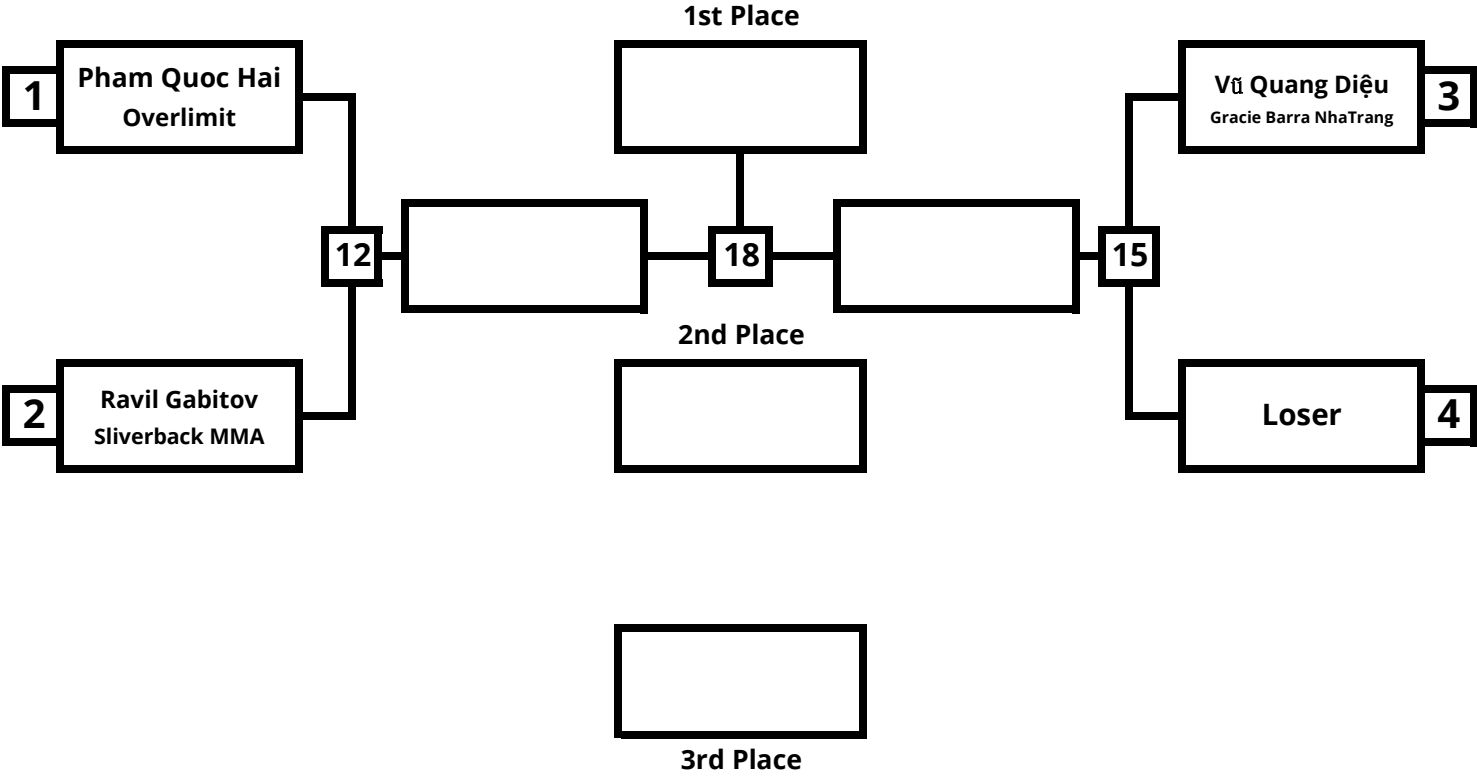 1st Place
1
Pham Quoc Hai
Overlimit
Vũ Quang Diệu
Gracie Barra NhaTrang
3
12
18
15
2nd Place
2
Ravil Gabitov
Sliverback MMA
Loser
4
3rd Place